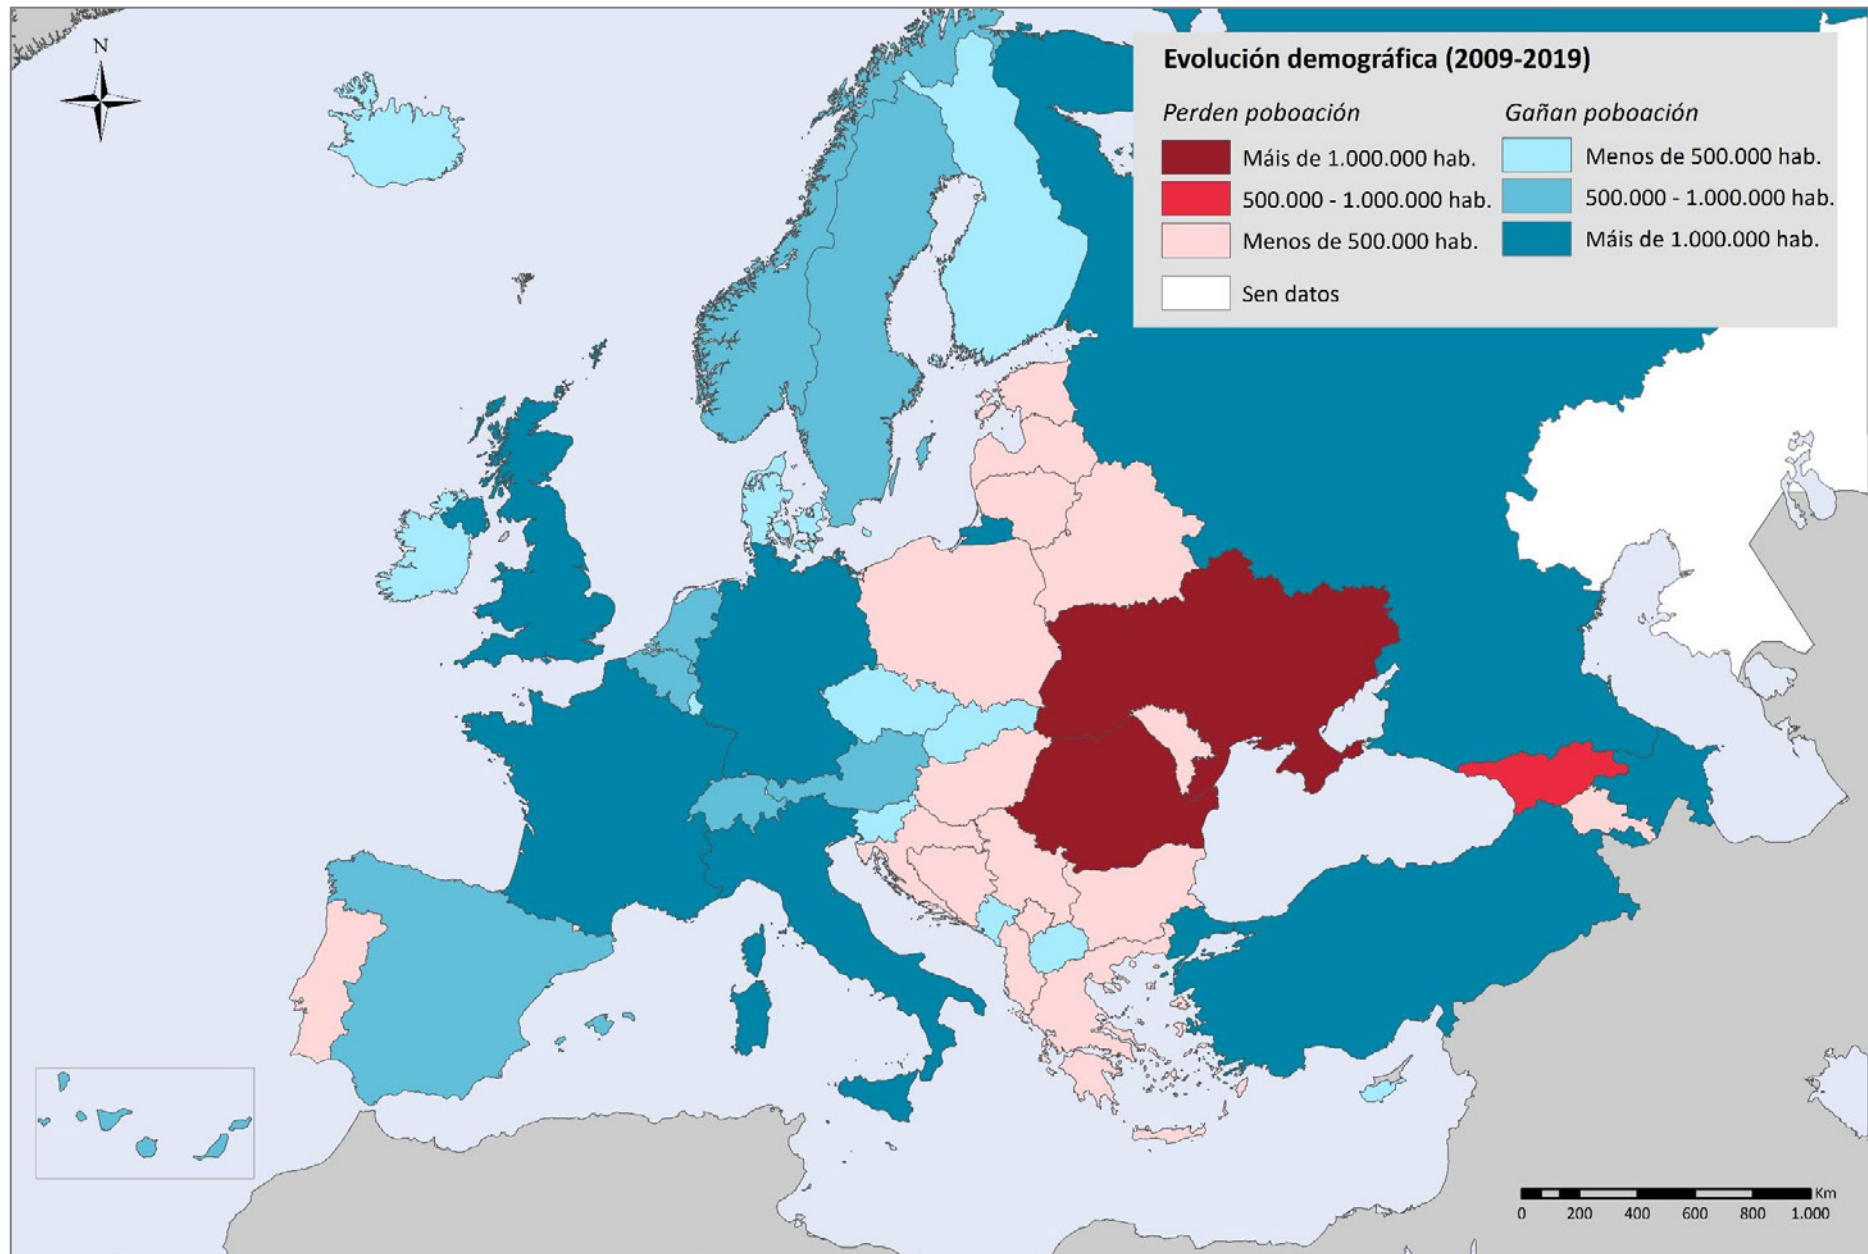 N
Evolución demográfica (2009-2019)
Perden poboación
Gañan poboación
Máis de 1.000.000 hab.
Menos de 500.000 hab.
500.000 - 1.000.000 hab.
500.000 - 1.000.000 hab.
Menos de 500.000 hab.
Máis de 1.000.000 hab.
Sen datos
Km
0 200 400 600 800 1.000